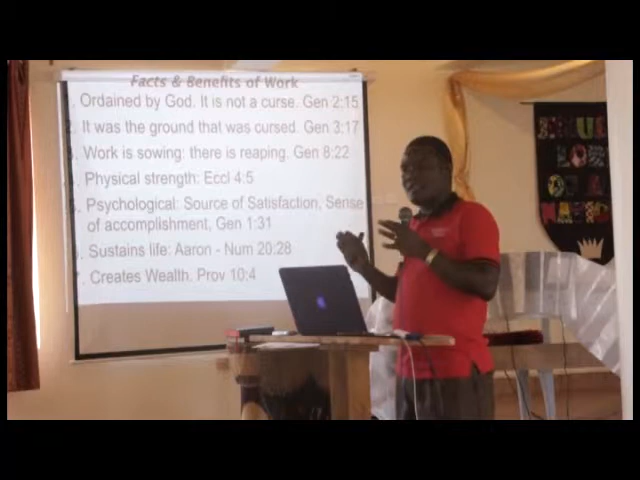 Facts & Benefits of Work
. Ordained by God. It is not a curse. Gen 2:15
. It was the ground that was cursed. Gen 3:17
. Work is sowing: there is reaping. Gen 8:22
. Physical strength: Eccl 4:5
. Psychological: Source of Satisfaction, Sense
of accomplishment, Gen 1:31
. Sustains life: Aaron - Num 20:28
. Creates Wealth. Prov 10:4